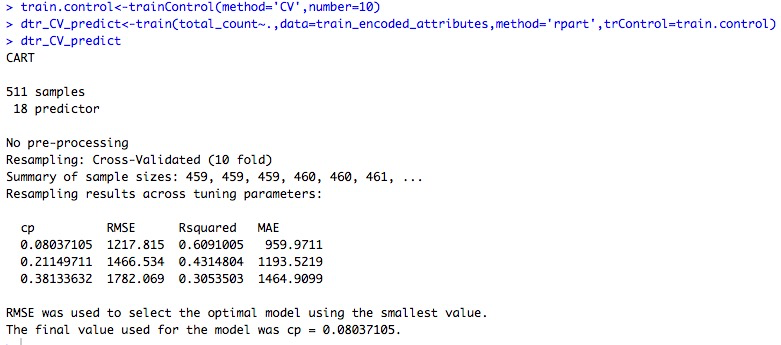 > train.control<-trainControl(method='CV',number=10)
> dtr_CV_predict<-train(total_count~.,data=train_encoded_attributes,method='rpart',trControl=train.control)
> dtr_CV_predict
CART

511 samples
 18 predictor

No pre-processing
Resampling: Cross-Validated (10 fold)
Summary of sample sizes: 459, 459, 459, 460, 460, 461, ...
Resampling results across tuning parameters:

  cp          RMSE      Rsquared   MAE
  0.08037105  1217.815  0.6091005   959.9711
  0.21149711  1466.534  0.4314804  1193.5219
  0.38133632  1782.069  0.3053503  1464.9099

RMSE was used to select the optimal model using the smallest value.
The final value used for the model was cp = 0.08037105.
>